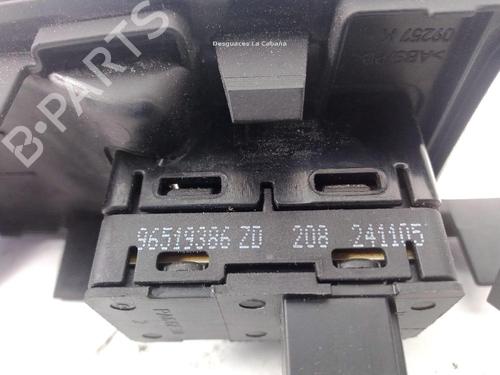 Desguaces La Cabaña
B-PARTS
96519386 ZD 208 241105